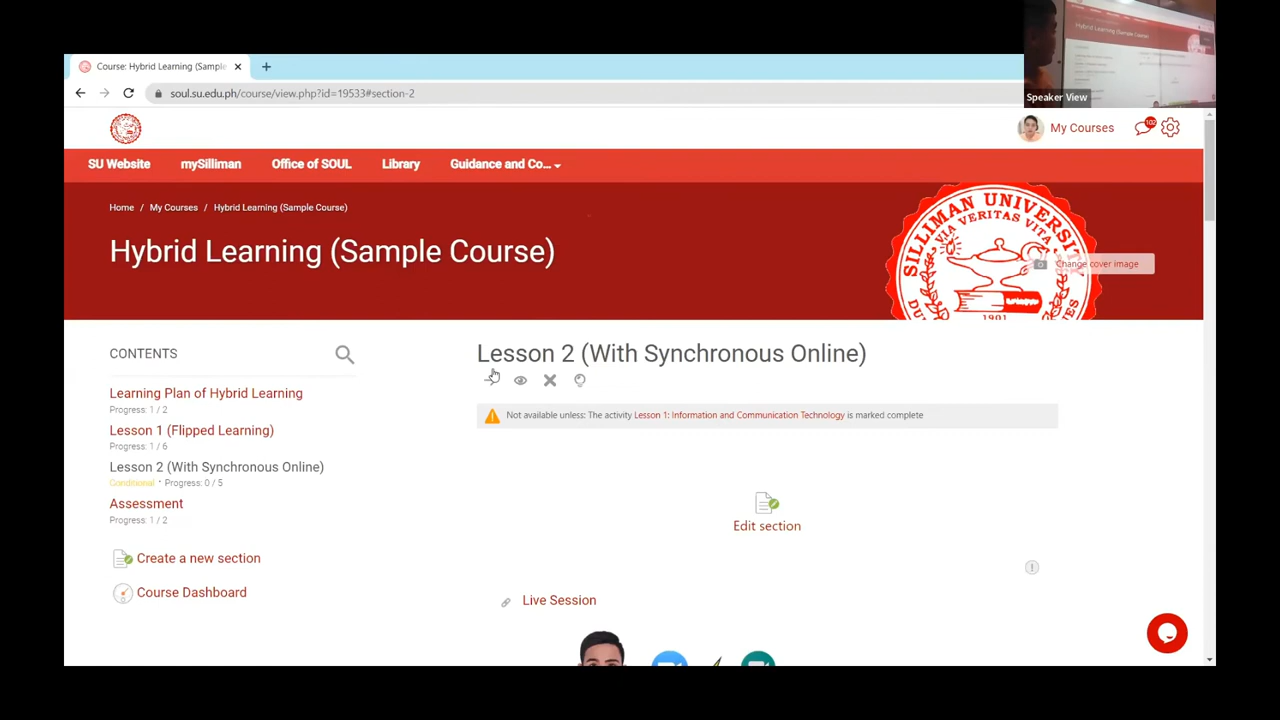 Course: Hybrid Learning (Sample
soul.su.edu.ph/course/view.php?id=19533#section-2
Hybrid Learning (Sample Course)
Speaker View
My Courses
102
SU Website mySilliman Office of SOUL Library Guidance and Co...
Home / My Courses / Hybrid Learning (Sample Course)
Hybrid Learning (Sample Course)
SILLIMAN UNIVERSITY
VIA VERITAS VITA
1901
Change cover image
CONTENTS
Learning Plan of Hybrid Learning
Progress: 1 / 2
Lesson 1 (Flipped Learning)
Progress: 1 / 6
Lesson 2 (With Synchronous Online)
Conditional · Progress: 0 / 5
Assessment
Progress: 1 / 2
Create a new section
Course Dashboard
Lesson 2 (With Synchronous Online)
Not available unless: The activity Lesson 1: Information and Communication Technology is marked complete
Edit section
Live Session